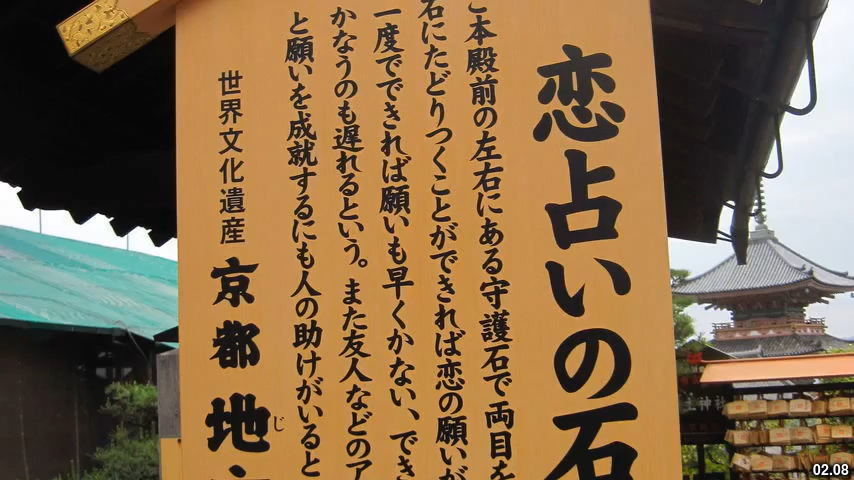 恋占いの石
本殿前の左右にある守護石で両目を
石にたどりつくことができれば恋の願いが
一度でできれば願いも早くかない、でき
かなうのも遅れるという。また友人などのア
と願いを成就するにも人の助けがいると
世界文化遺産 京都 地
じ
02.08